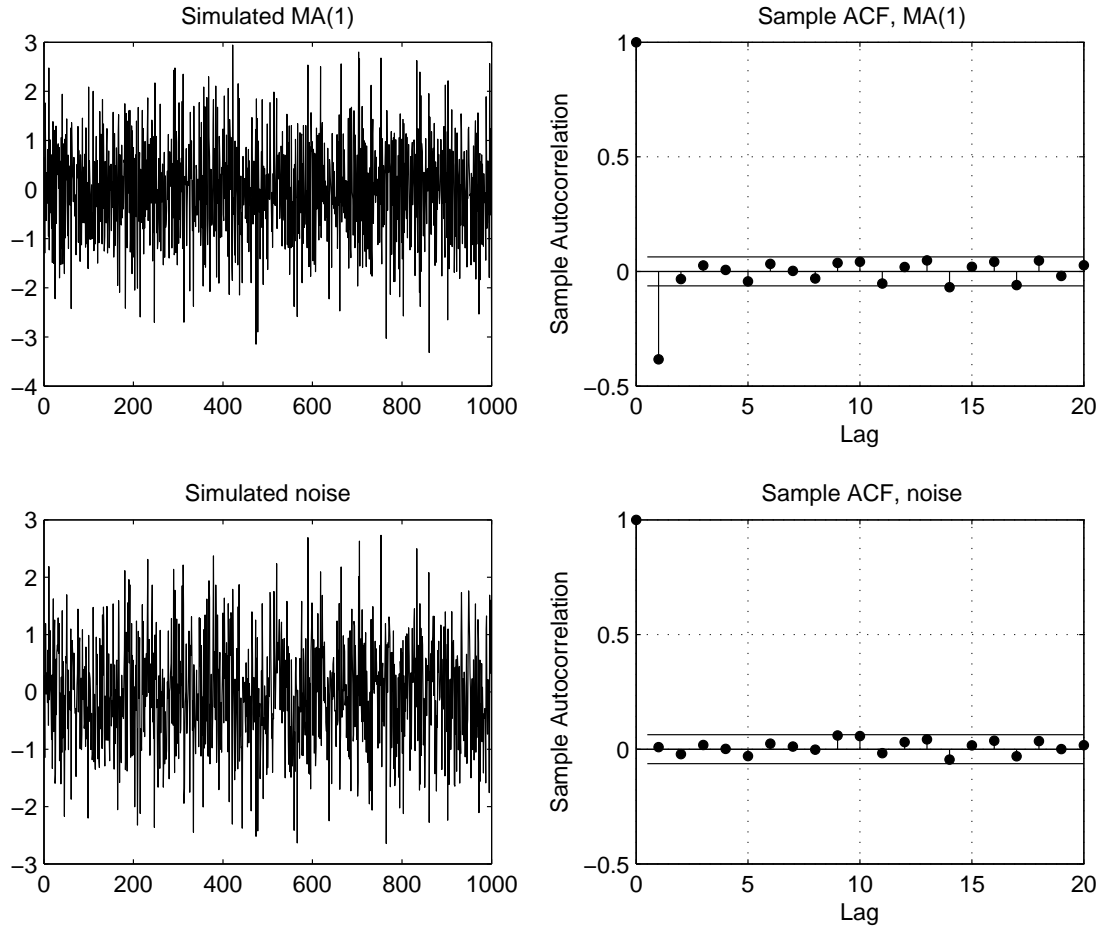 Simulated MA(1)
3
2
1
0
−1
−2
−3
−4
0 200 400 600 800 1000
Sample ACF, MA(1)
Sample Autocorrelation
1
0.5
0
−0.5
0 5 10 15 20
Lag
Simulated noise
3
2
1
0
−1
−2
−3
0 200 400 600 800 1000
Sample ACF, noise
Sample Autocorrelation
1
0.5
0
−0.5
0 5 10 15 20
Lag